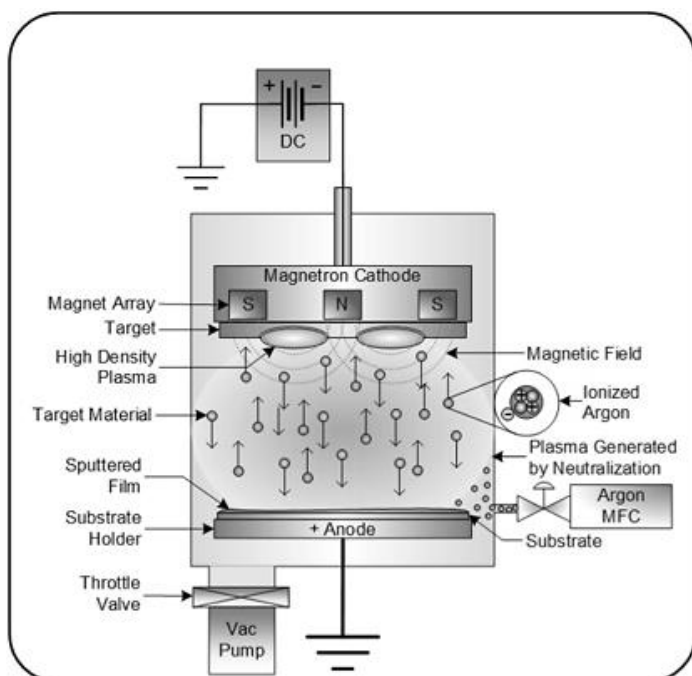 + −
DC
Magnetron Cathode
Magnet Array
S N S
Target
High Density
Plasma
Magnetic Field
Ionized
Argon
Target Material
Plasma Generated
by Neutralization
Sputtered
Film
Argon
MFC
Substrate
Holder
+ Anode
Substrate
Throttle
Valve
Vac
Pump